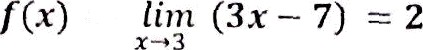 f(x) lim (3x − 7) = 2
x→3